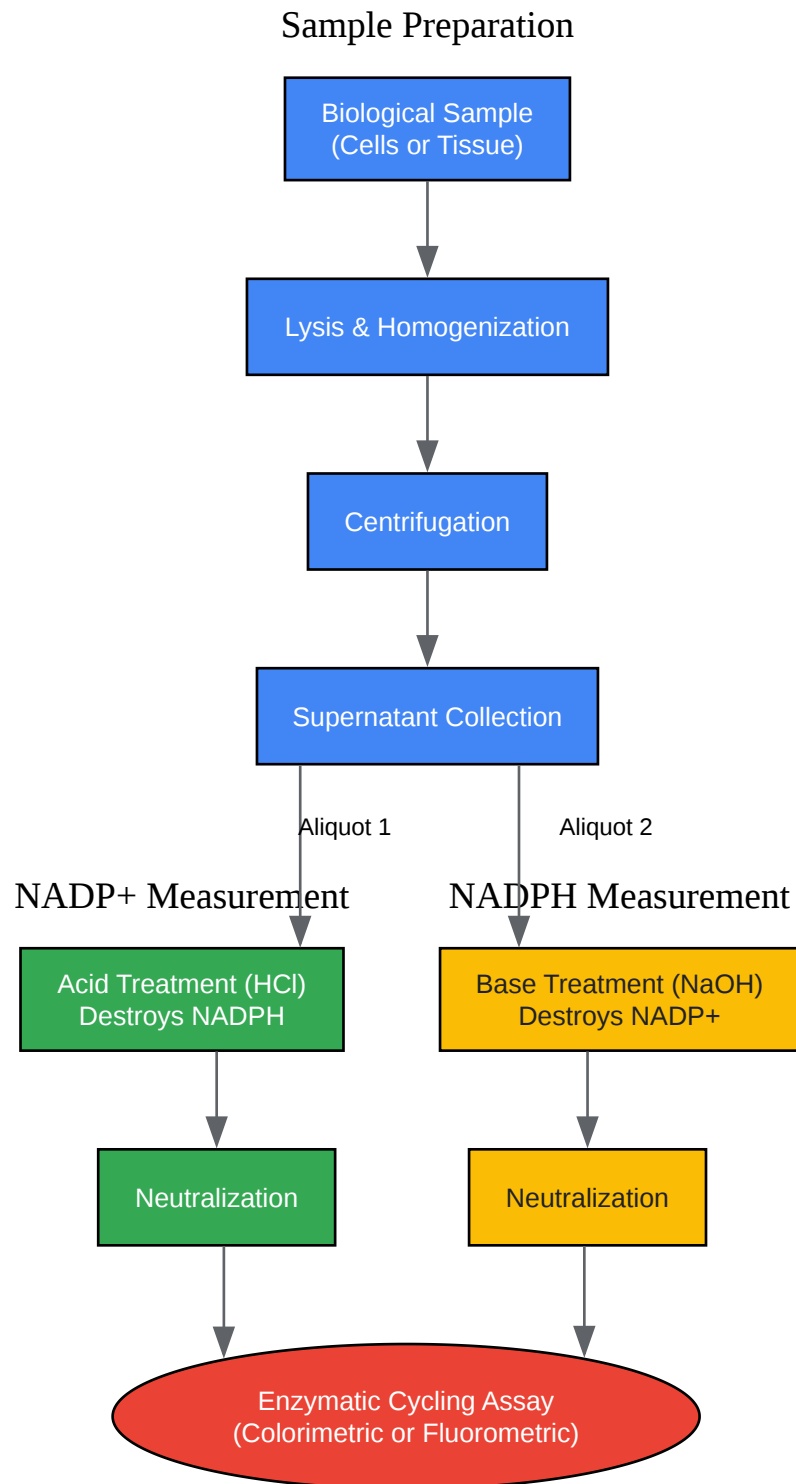 Sample Preparation
Biological Sample
(Cells or Tissue)
Lysis & Homogenization
Centrifugation
Supernatant Collection
Aliquot 1
Aliquot 2
NADP+ Measurement
NADPH Measurement
Acid Treatment (HCl)
Destroys NADPH
Base Treatment (NaOH)
Destroys NADP+
Neutralization
Neutralization
Enzymatic Cycling Assay
(Colorimetric or Fluorometric)